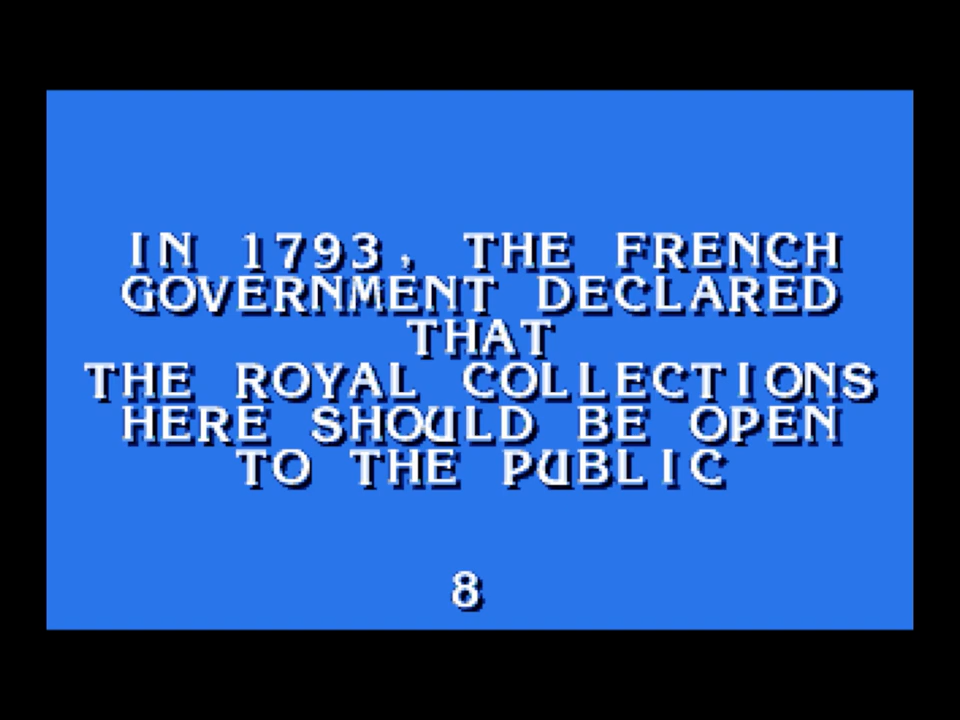 IN 1793, THE FRENCH
GOVERNMENT DECLARED
THAT
THE ROYAL COLLECTIONS
HERE SHOULD BE OPEN
TO THE PUBLIC
8